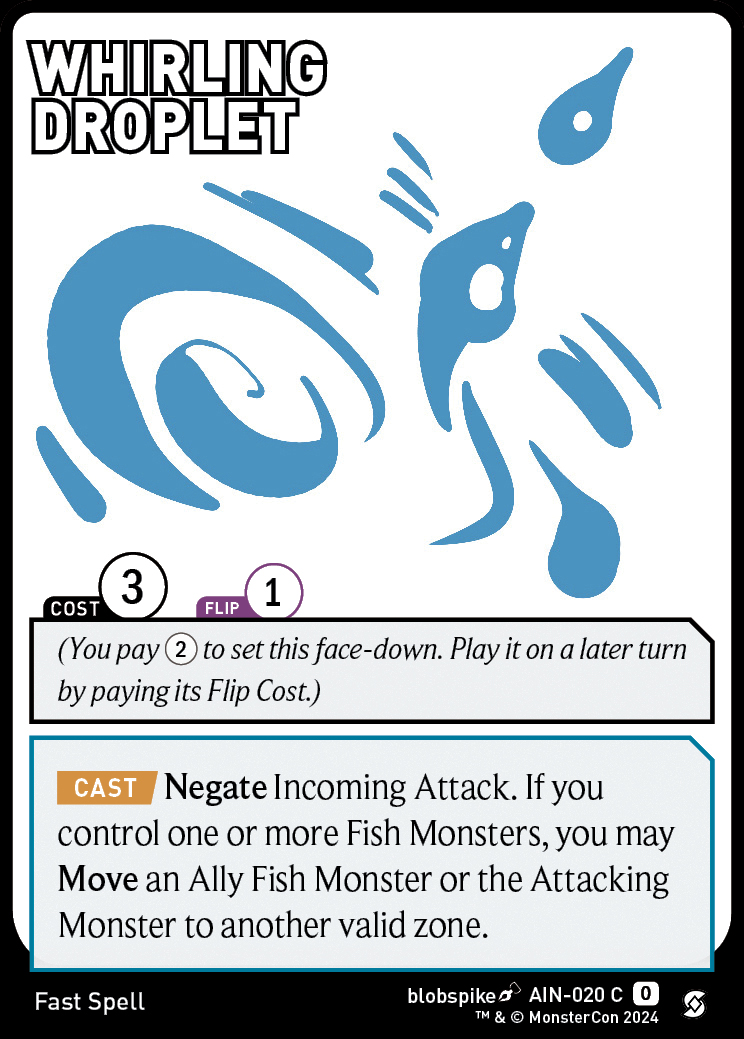 WHIRLING
DROPLET
COST 3 FLIP 1
(You pay 2 to set this face-down. Play it on a later turn
by paying its Flip Cost.)
CAST Negate Incoming Attack. If you
control one or more Fish Monsters, you may
Move an Ally Fish Monster or the Attacking
Monster to another valid zone.
Fast Spell
blobspike AIN-020 C 0
™ & © MonsterCon 2024